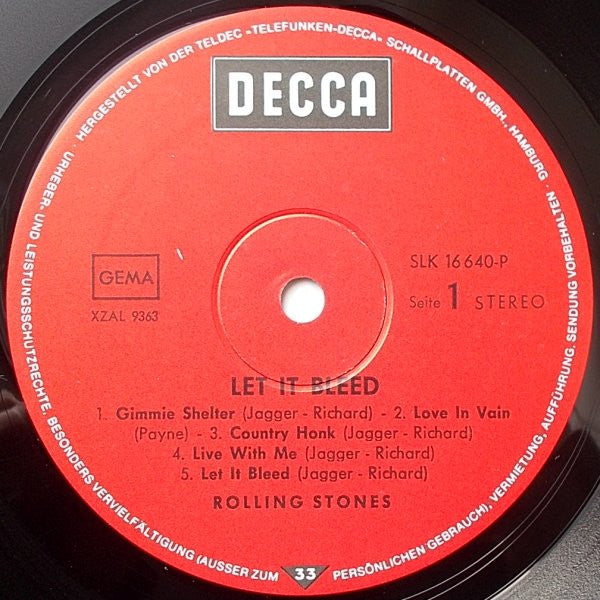 HERGESTELLT VON DER TELDEC »TELEFUNKEN-DECCA« SCHALLPLATTEN GMBH., HAMBURG · URHEBER- UND LEISTUNGSSCHUTZRECHTE, BESONDERS VERVIELFÄLTIGUNG (AUSSER ZUM PERSÖNLICHEN GEBRAUCH), VERMIETUNG, AUFFÜHRUNG, SENDUNG VORBEHALTEN ·
DECCA
GEMA
XZAL 9363
SLK 16 640-P
Seite 1 STEREO
LET IT BLEED
1. Gimmie Shelter (Jagger - Richard) - 2. Love In Vain
(Payne) - 3. Country Honk (Jagger - Richard)
4. Live With Me (Jagger - Richard)
5. Let It Bleed (Jagger - Richard)
ROLLING STONES
33